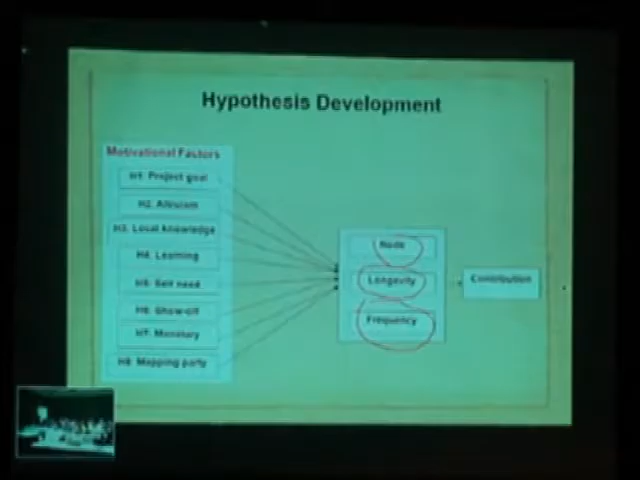 Hypothesis Development
Motivational Factors
H1: Project goal
H2. Altruism
H3. Local knowledge
H4. Learning
H5. Self need
H6: Show-off
H7: Monetary
H8 Mapping party
Node
Longevity
Frequency
Contribution